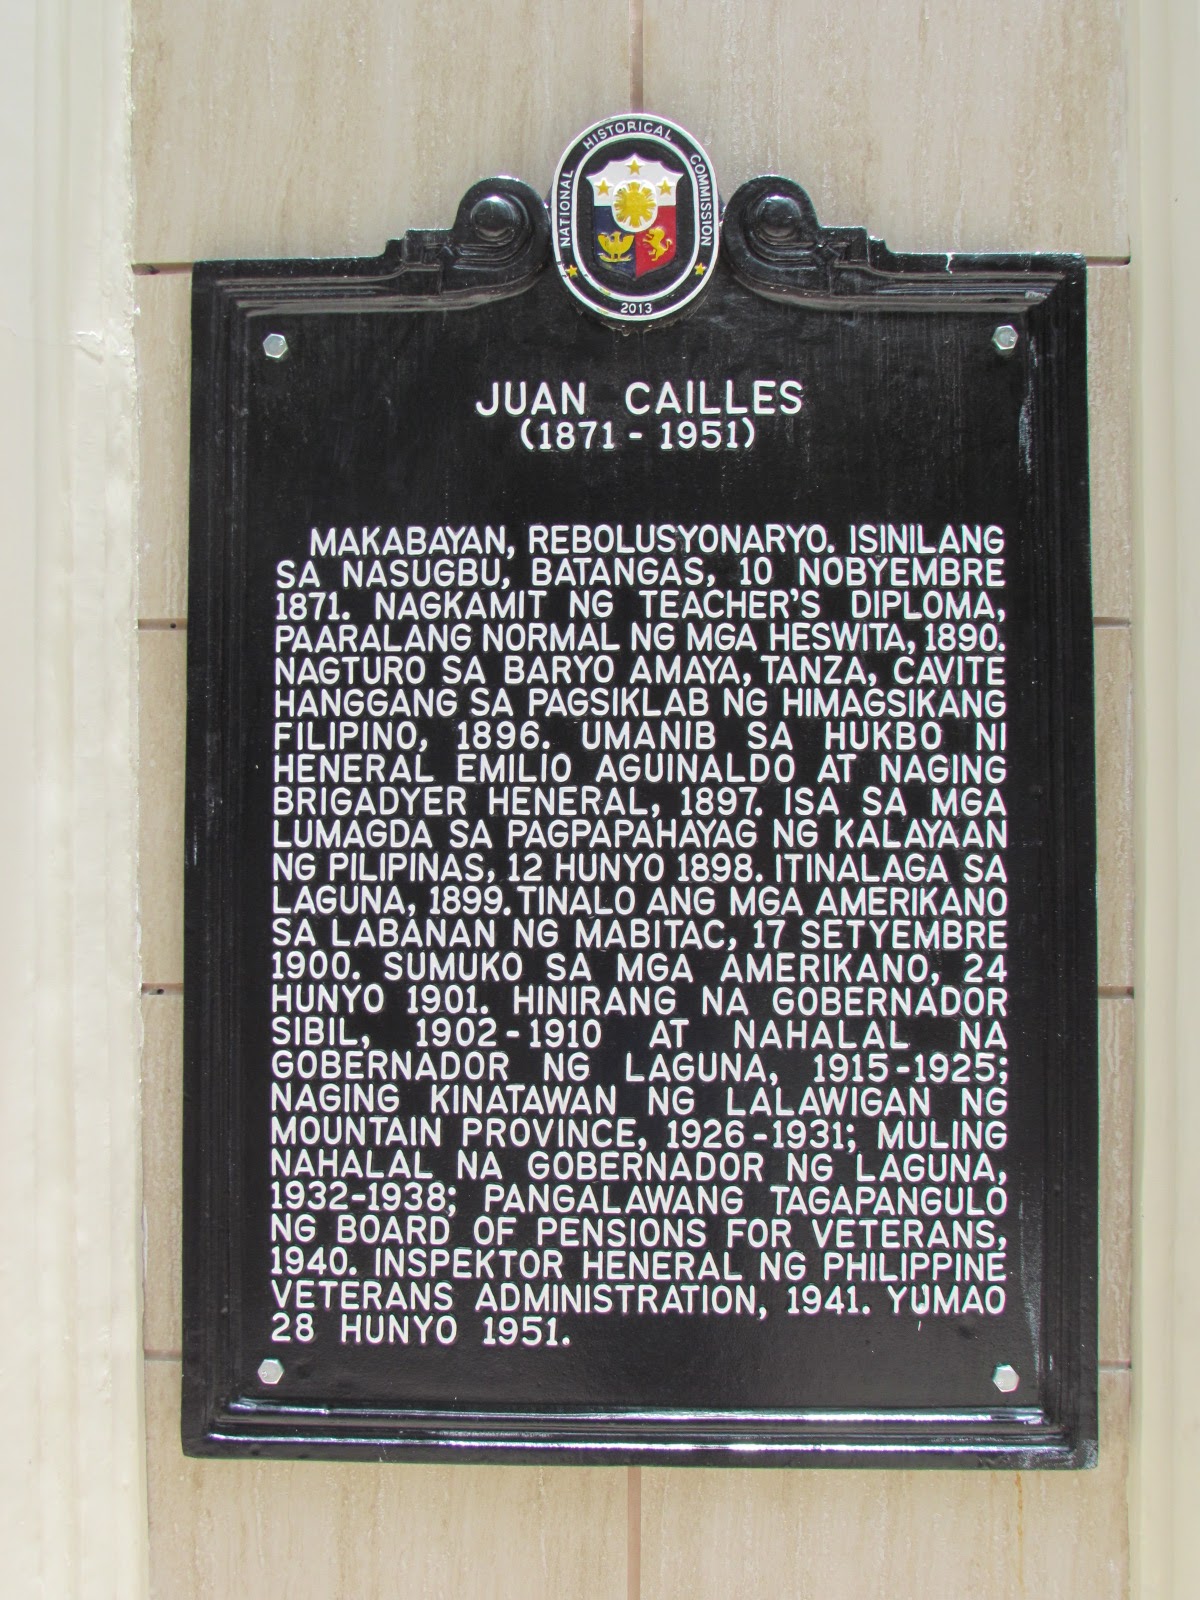 NATIONAL HISTORICAL COMMISSION
2013
JUAN CAILLES
(1871 - 1951)
MAKABAYAN, REBOLUSYONARYO. ISINILANG
SA NASUGBU, BATANGAS, 10 NOBYEMBRE
1871. NAGKAMIT NG TEACHER'S DIPLOMA,
PAARALANG NORMAL NG MGA HESWITA, 1890.
NAGTURO SA BARYO AMAYA, TANZA, CAVITE
HANGGANG SA PAGSIKLAB NG HIMAGSIKANG
FILIPINO, 1896. UMANIB SA HUKBO NI
HENERAL EMILIO AGUINALDO AT NAGING
BRIGADYER HENERAL, 1897. ISA SA MGA
LUMAGDA SA PAGPAPAHAYAG NG KALAYAAN
NG PILIPINAS, 12 HUNYO 1898. ITINALAGA SA
LAGUNA, 1899. TINALO ANG MGA AMERIKANO
SA LABANAN NG MABITAC, 17 SETYEMBRE
1900. SUMUKO SA MGA AMERIKANO, 24
HUNYO 1901. HINIRANG NA GOBERNADOR
SIBIL, 1902-1910 AT NAHALAL NA
GOBERNADOR NG LAGUNA, 1915-1925;
NAGING KINATAWAN NG LALAWIGAN NG
MOUNTAIN PROVINCE, 1926-1931; MULING
NAHALAL NA GOBERNADOR NG LAGUNA,
1932-1938; PANGALAWANG TAGAPANGULO
NG BOARD OF PENSIONS FOR VETERANS,
1940. INSPEKTOR HENERAL NG PHILIPPINE
VETERANS ADMINISTRATION, 1941. YUMAO
28 HUNYO 1951.